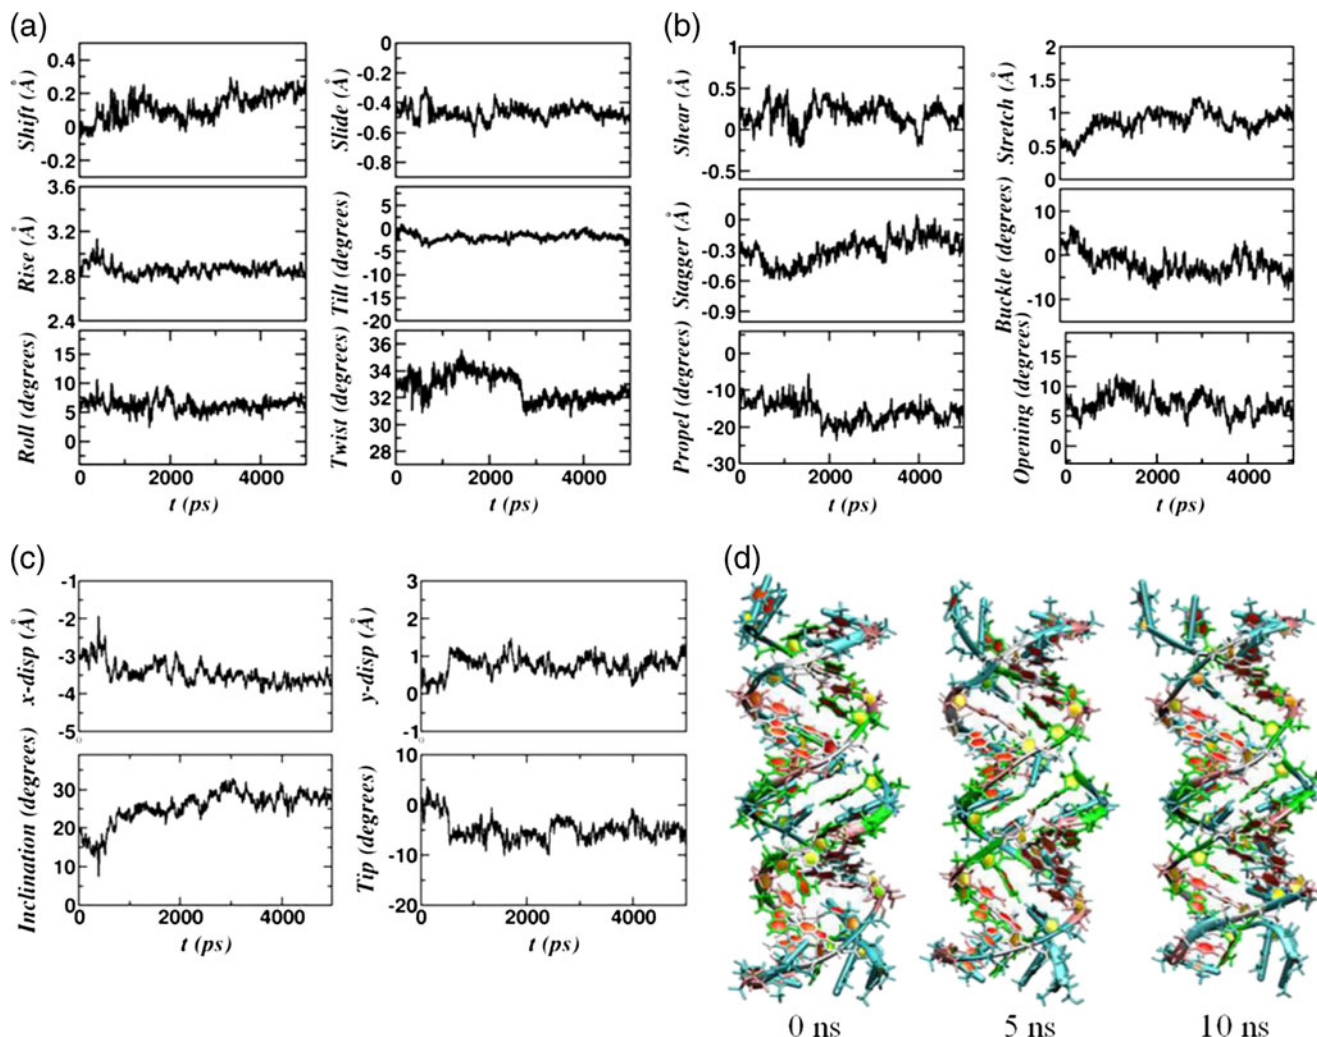 (a)
Shift (Å)
0.4
0.2
0
-0.2
Slide (Å)
0
-0.2
-0.4
-0.6
-0.8
Rise (Å)
3.6
3.2
2.8
2.4
Tilt (degrees)
5
0
-5
-10
-15
-20
Roll (degrees)
15
10
5
0
Twist (degrees)
36
34
32
30
28
0 2000 4000
t (ps)
0 2000 4000
t (ps)
(b)
Shear (Å)
1
0.5
0
-0.5
Stretch (Å)
2
1.5
1
0.5
0
Stagger (Å)
0
-0.3
-0.6
-0.9
Buckle (degrees)
10
0
-10
Propel (degrees)
0
-10
-20
-30
Opening (degrees)
15
10
5
0
0 2000 4000
t (ps)
0 2000 4000
t (ps)
(c)
x-disp (Å)
-1
-2
-3
-4
-5
y-disp (Å)
3
2
1
0
-1
Inclination (degrees)
30
20
10
0
Tip (degrees)
10
0
-10
-20
0 2000 4000
t (ps)
0 2000 4000
t (ps)
(d)
0 ns 5 ns 10 ns